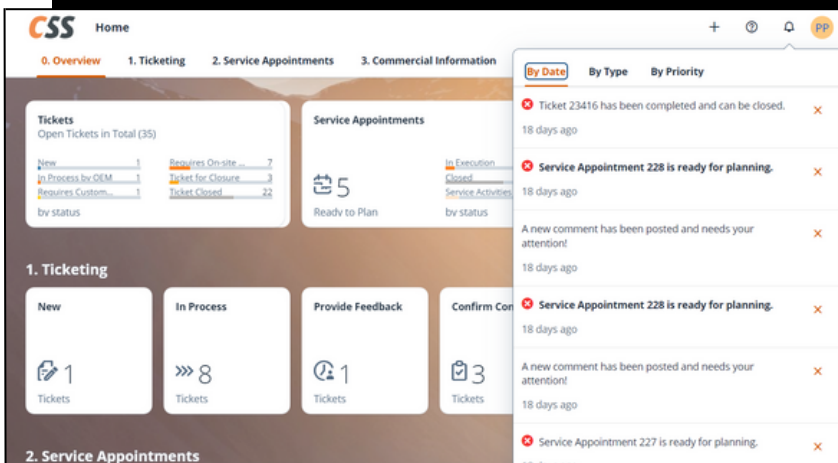 CSS Home
PP
0. Overview 1. Ticketing 2. Service Appointments 3. Commercial Information
Tickets
Open Tickets in Total (35)
New 1
In Process by OEM 1
Requires Custom... 1
Requires On-site ... 7
Ticket for Closure 3
Ticket Closed 22
by status
Service Appointments
5
Ready to Plan
In Execution
Closed
Service Activities
by status
1. Ticketing
New
1
Tickets
In Process
8
Tickets
Provide Feedback
1
Tickets
Confirm Con
3
Tickets
2. Service Appointments
By Date By Type By Priority
Ticket 23416 has been completed and can be closed.
18 days ago
Service Appointment 228 is ready for planning.
18 days ago
A new comment has been posted and needs your
attention!
18 days ago
Service Appointment 228 is ready for planning.
18 days ago
A new comment has been posted and needs your
attention!
18 days ago
Service Appointment 227 is ready for planning.